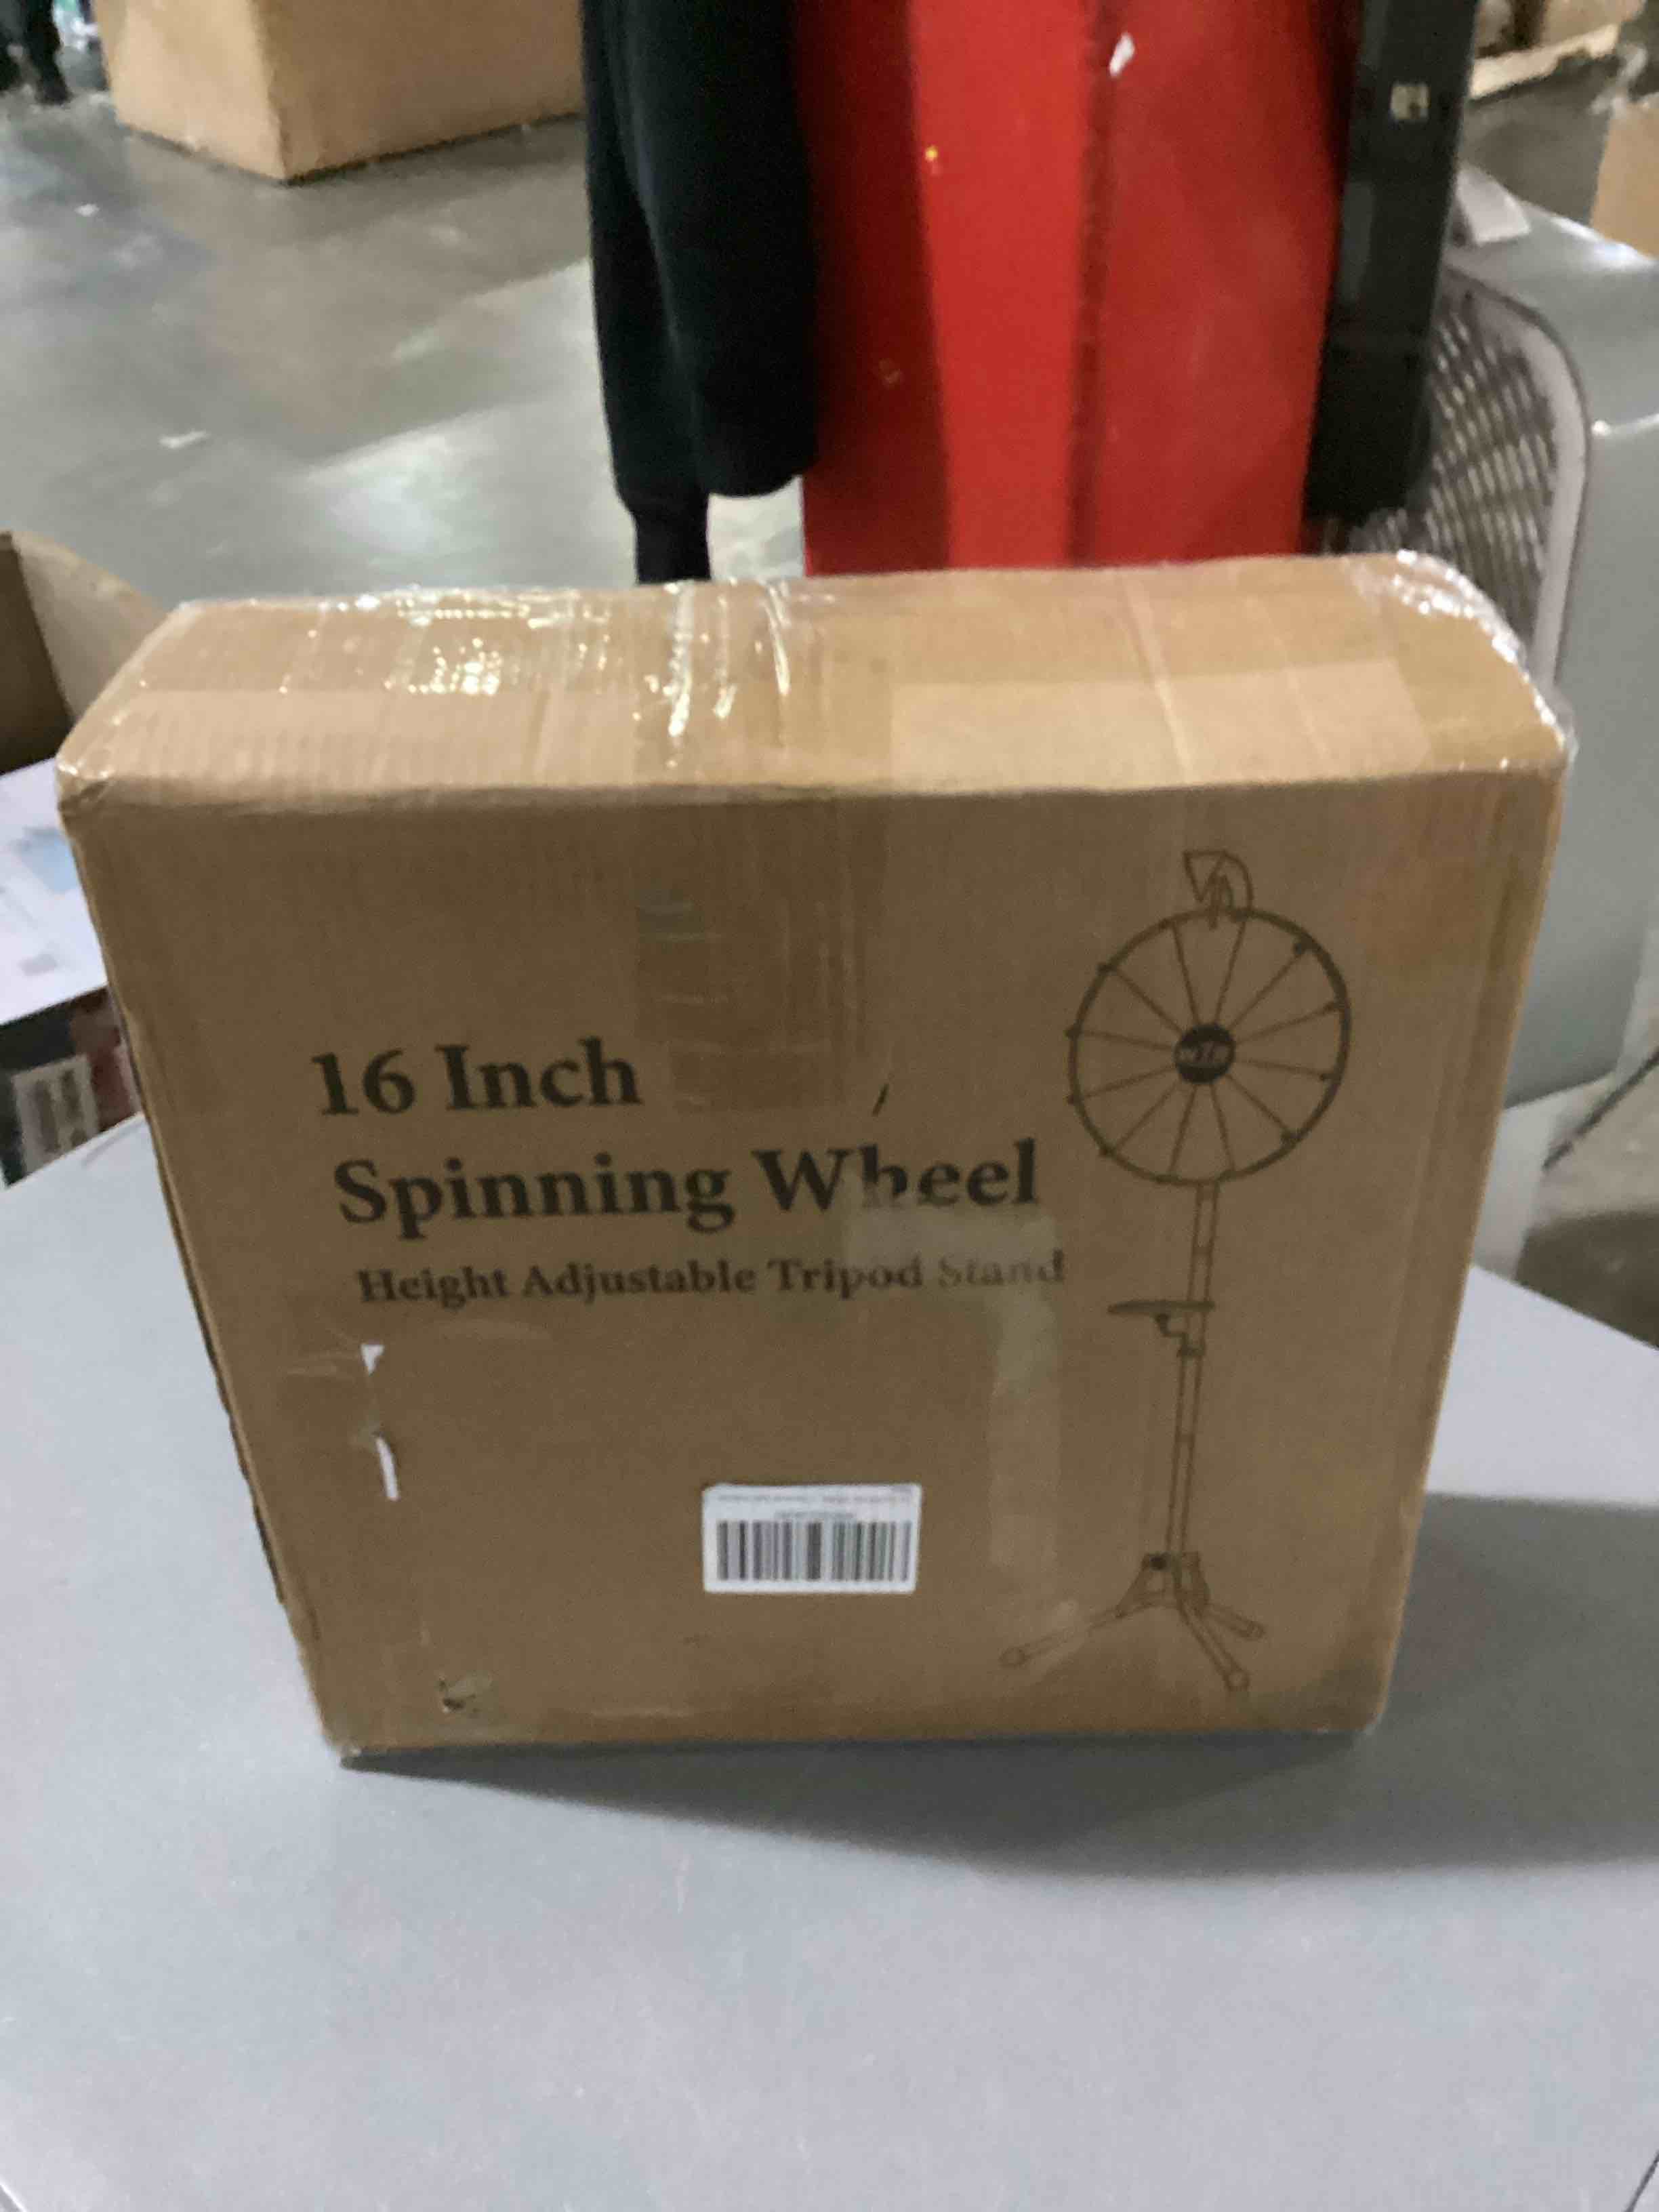 16 Inch
Spinning Wheel
Height Adjustable Tripod Stand